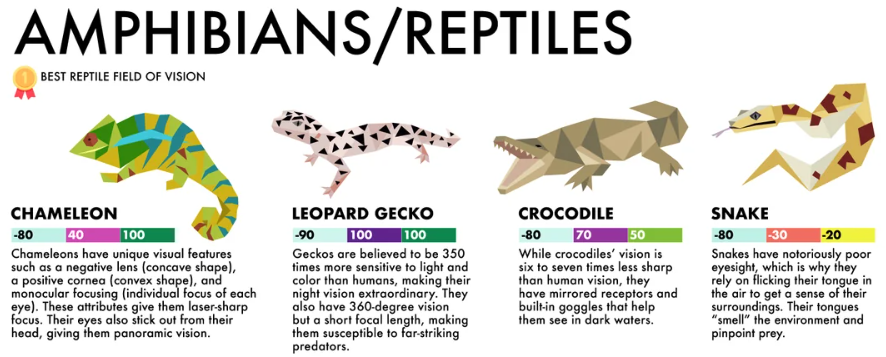 AMPHIBIANS/REPTILES
1 BEST REPTILE FIELD OF VISION
CHAMELEON
-80 40 100
Chameleons have unique visual features
such as a negative lens (concave shape),
a positive cornea (convex shape), and
monocular focusing (individual focus of each
eye). These attributes give them laser-sharp
focus. Their eyes also stick out from their
head, giving them panoramic vision.
LEOPARD GECKO
-90 100 100
Geckos are believed to be 350
times more sensitive to light and
color than humans, making their
night vision extraordinary. They
also have 360-degree vision
but a short focal length, making
them susceptible to far-striking
predators.
CROCODILE
-80 70 50
While crocodiles' vision is
six to seven times less sharp
than human vision, they
have mirrored receptors and
built-in goggles that help
them see in dark waters.
SNAKE
-80 -30 -20
Snakes have notoriously poor
eyesight, which is why they
rely on flicking their tongue in
the air to get a sense of their
surroundings. Their tongues
"smell" the environment and
pinpoint prey.